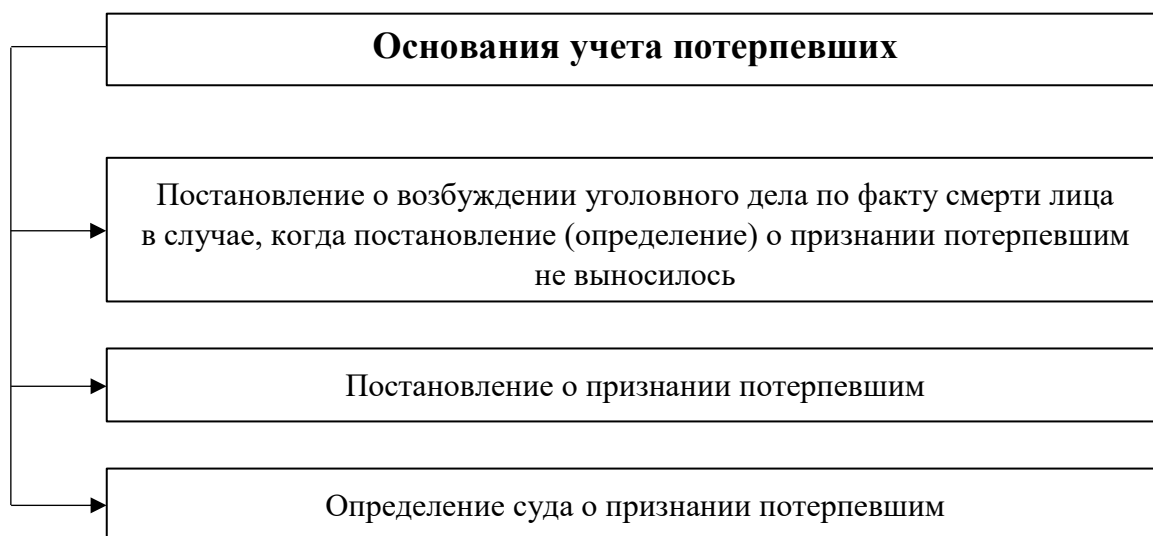 Основания учета потерпевших
Постановление о возбуждении уголовного дела по факту смерти лица
в случае, когда постановление (определение) о признании потерпевшим
не выносилось
Постановление о признании потерпевшим
Определение суда о признании потерпевшим